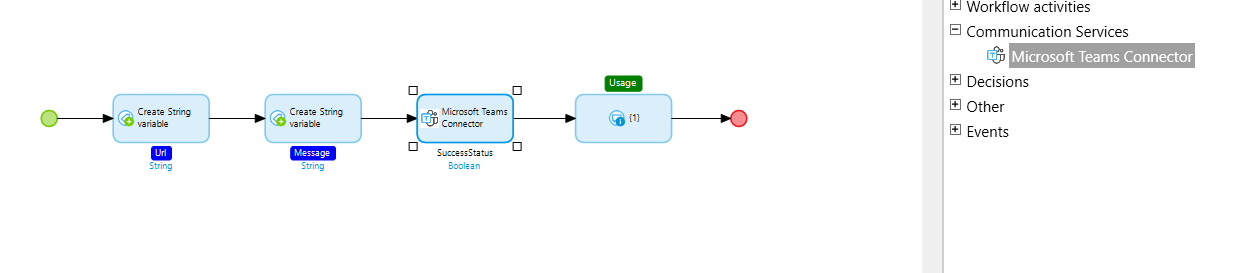 Workflow activities
Communication Services
Microsoft Teams Connector
Decisions
Other
Events
Usage
Create String
variable
Create String
variable
Microsoft Teams
Connector
{1}
Url
String
Message
String
SuccessStatus
Boolean